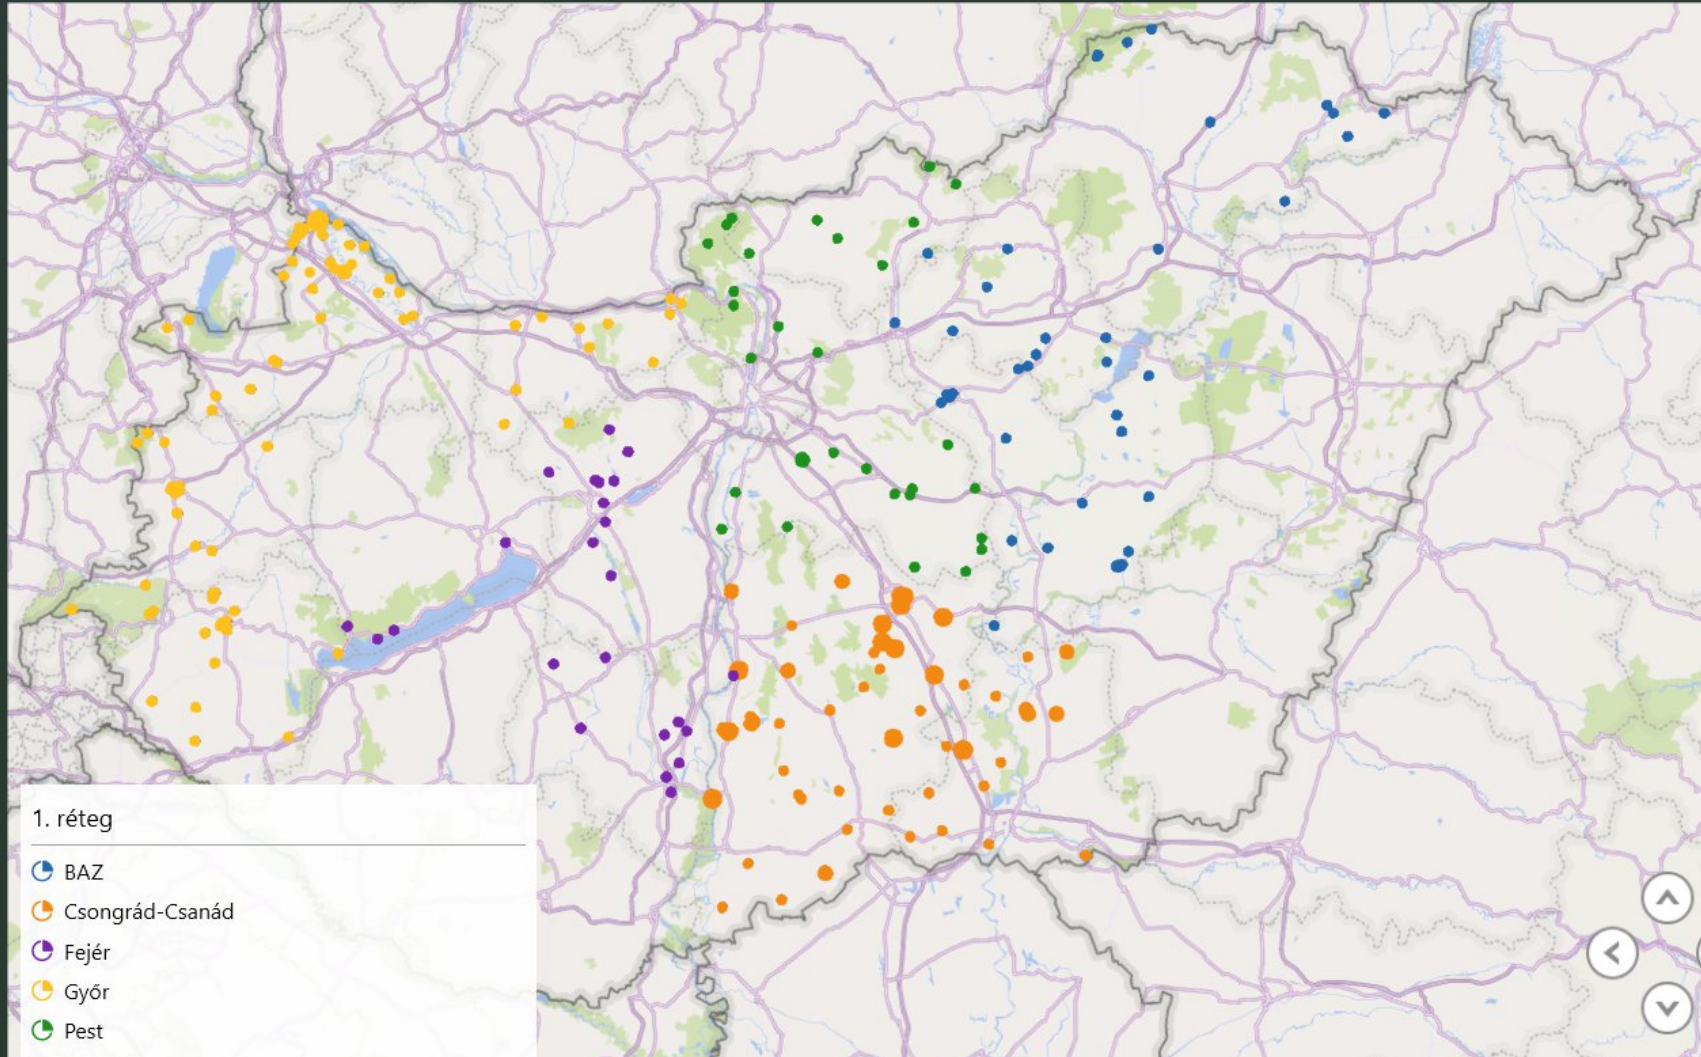 1. réteg
BAZ
Csongrád-Csanád
Fejér
Győr
Pest